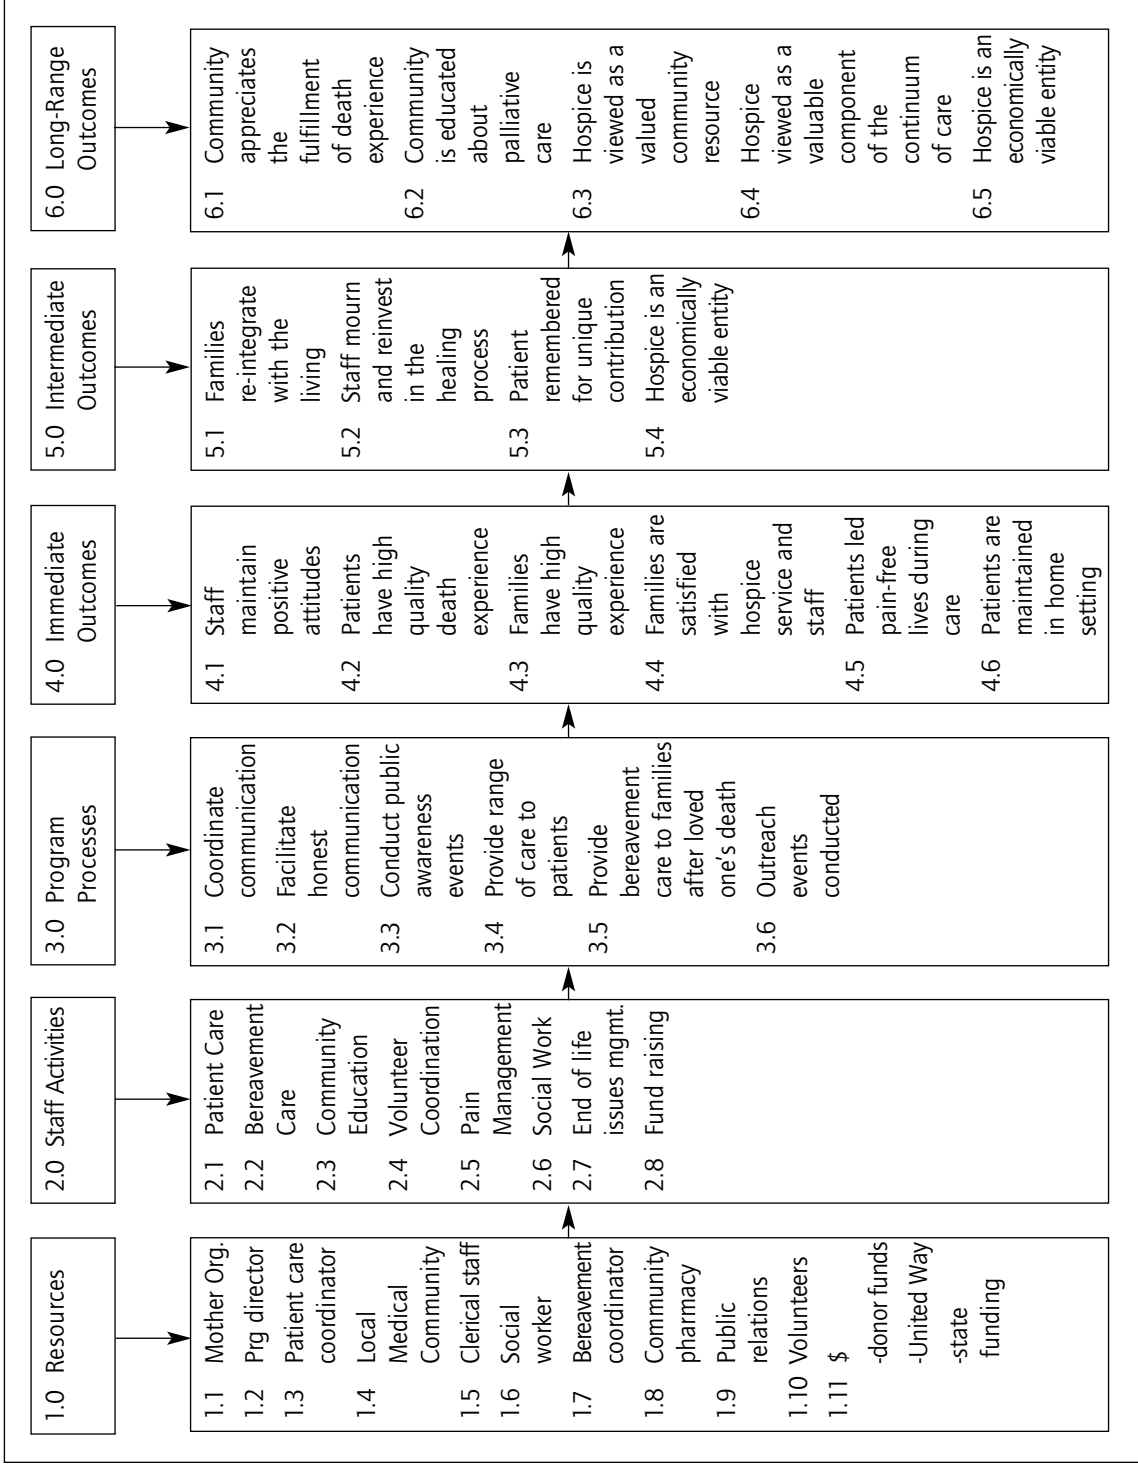 1.0 Resources
1.1 Mother Org.
1.2 Prg director
1.3 Patient care
coordinator
1.4 Local
Medical
Community
1.5 Clerical staff
1.6 Social
worker
1.7 Bereavement
coordinator
1.8 Community
pharmacy
1.9 Public
relations
1.10 Volunteers
1.11 $
-donor funds
-United Way
-state
funding
2.0 Staff Activities
2.1 Patient Care
2.2 Bereavement
Care
2.3 Community
Education
2.4 Volunteer
Coordination
2.5 Pain
Management
2.6 Social Work
2.7 End of life
issues mgmt.
2.8 Fund raising
3.0 Program
Processes
3.1 Coordinate
communication
3.2 Facilitate
honest
communication
3.3 Conduct public
awareness
events
3.4 Provide range
of care to
patients
3.5 Provide
bereavement
care to families
after loved
one's death
3.6 Outreach
events
conducted
4.0 Immediate
Outcomes
4.1 Staff
maintain
positive
attitudes
4.2 Patients
have high
quality
death
experience
4.3 Families
have high
quality
experience
4.4 Families are
satisfied
with
hospice
service and
staff
4.5 Patients led
pain-free
lives during
care
4.6 Patients are
maintained
in home
setting
5.0 Intermediate
Outcomes
5.1 Families
re-integrate
with the
living
5.2 Staff mourn
and reinvest
in the
healing
process
5.3 Patient
remembered
for unique
contribution
5.4 Hospice is an
economically
viable entity
6.0 Long-Range
Outcomes
6.1 Community
appreciates
the
fulfillment
of death
experience
6.2 Community
is educated
about
palliative
care
6.3 Hospice is
viewed as a
valued
community
resource
6.4 Hospice
viewed as a
valuable
component
of the
continuum
of care
6.5 Hospice is an
economically
viable entity